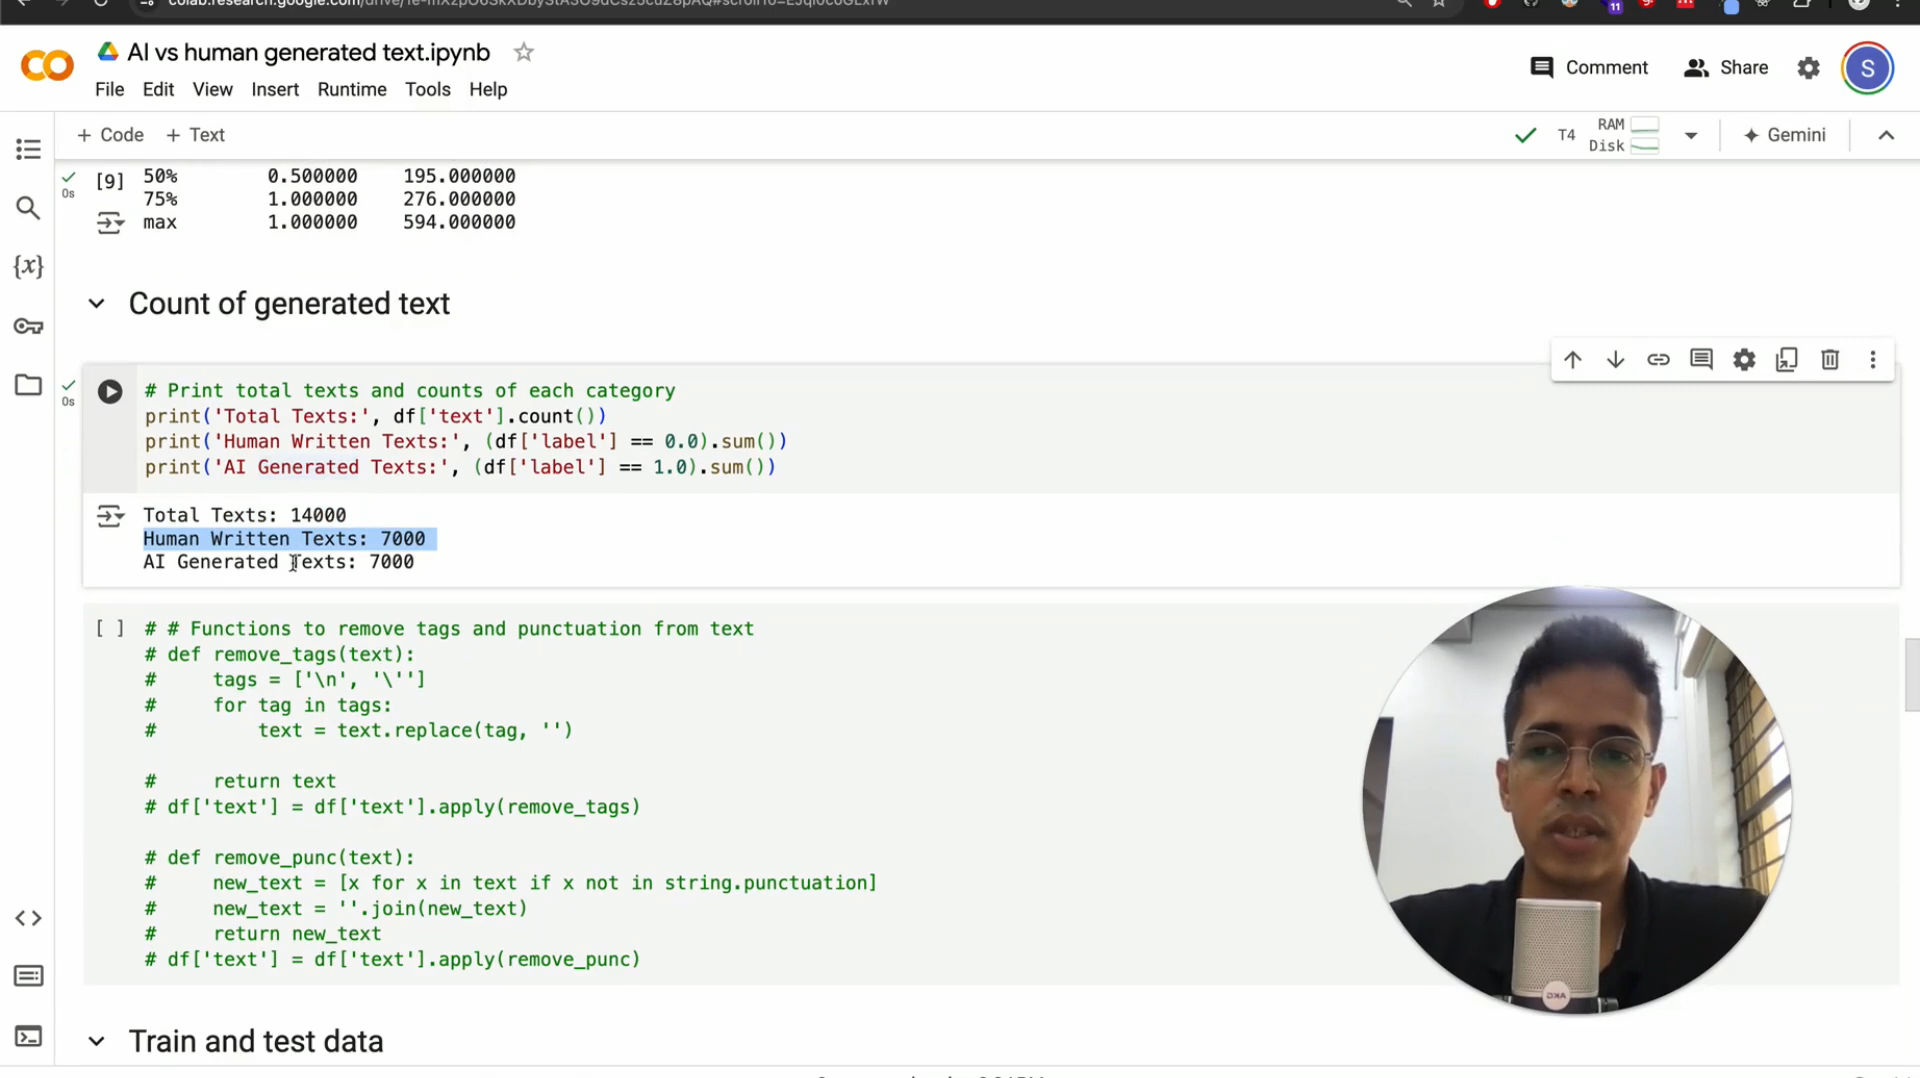 AI vs human generated text.ipynb
Comment
Share
S
File Edit View Insert Runtime Tools Help
+ Code + Text
T4
RAM
Disk
Gemini
[9]
0s
50% 0.500000 195.000000
75% 1.000000 276.000000
max 1.000000 594.000000
{x}
Count of generated text
0s
# Print total texts and counts of each category
print('Total Texts:', df['text'].count())
print('Human Written Texts:', (df['label'] == 0.0).sum())
print('AI Generated Texts:', (df['label'] == 1.0).sum())
Total Texts: 14000
Human Written Texts: 7000
AI Generated Texts: 7000
[ ] # # Functions to remove tags and punctuation from text
# def remove_tags(text):
#     tags = ['\n', '\'']
#     for tag in tags:
#         text = text.replace(tag, '')
#     return text
# df['text'] = df['text'].apply(remove_tags)
# def remove_punc(text):
#     new_text = [x for x in text if x not in string.punctuation]
#     new_text = ''.join(new_text)
#     return new_text
# df['text'] = df['text'].apply(remove_punc)
Train and test data
11
AKG